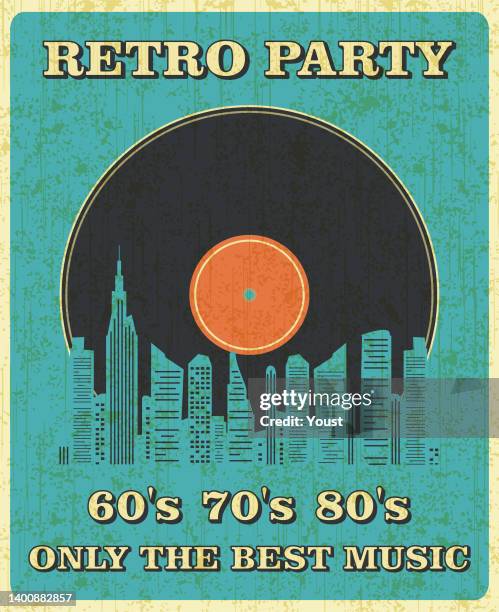 RETRO PARTY
gettyimages
Credit: Youst
60's 70's 80's
ONLY THE BEST MUSIC
1400882857